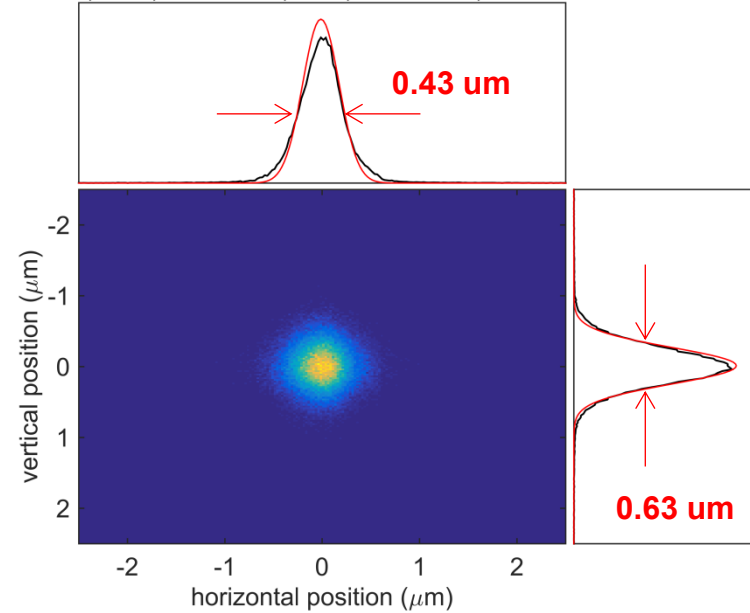 0.43 um
-2
-1
0
1
2
vertical position (μm)
0.63 um
-2 -1 0 1 2
horizontal position (μm)